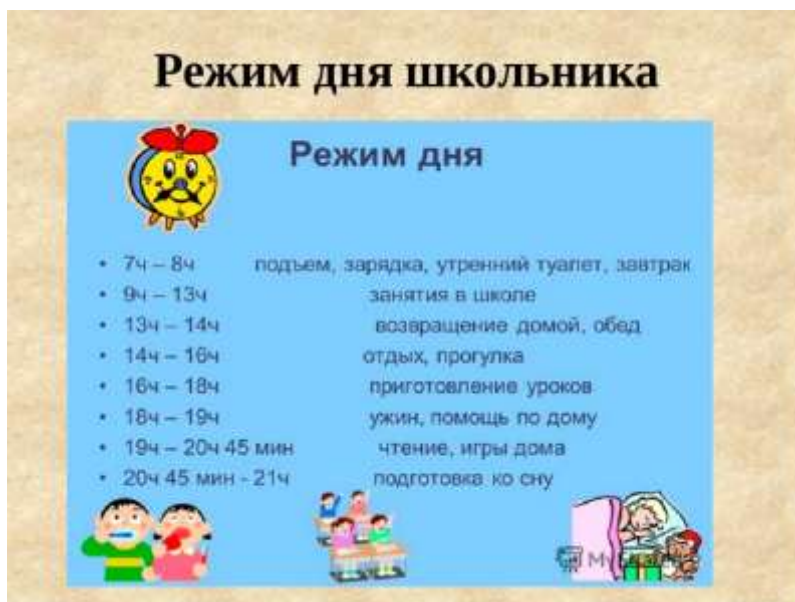 Режим дня школьника
Режим дня
• 7ч – 8ч подъем, зарядка, утренний туалет, завтрак
• 9ч – 13ч занятия в школе
• 13ч – 14ч возвращение домой, обед
• 14ч – 16ч отдых, прогулка
• 16ч – 18ч приготовление уроков
• 18ч – 19ч ужин, помощь по дому
• 19ч – 20ч 45 мин чтение, игры дома
• 20ч 45 мин - 21ч подготовка ко сну